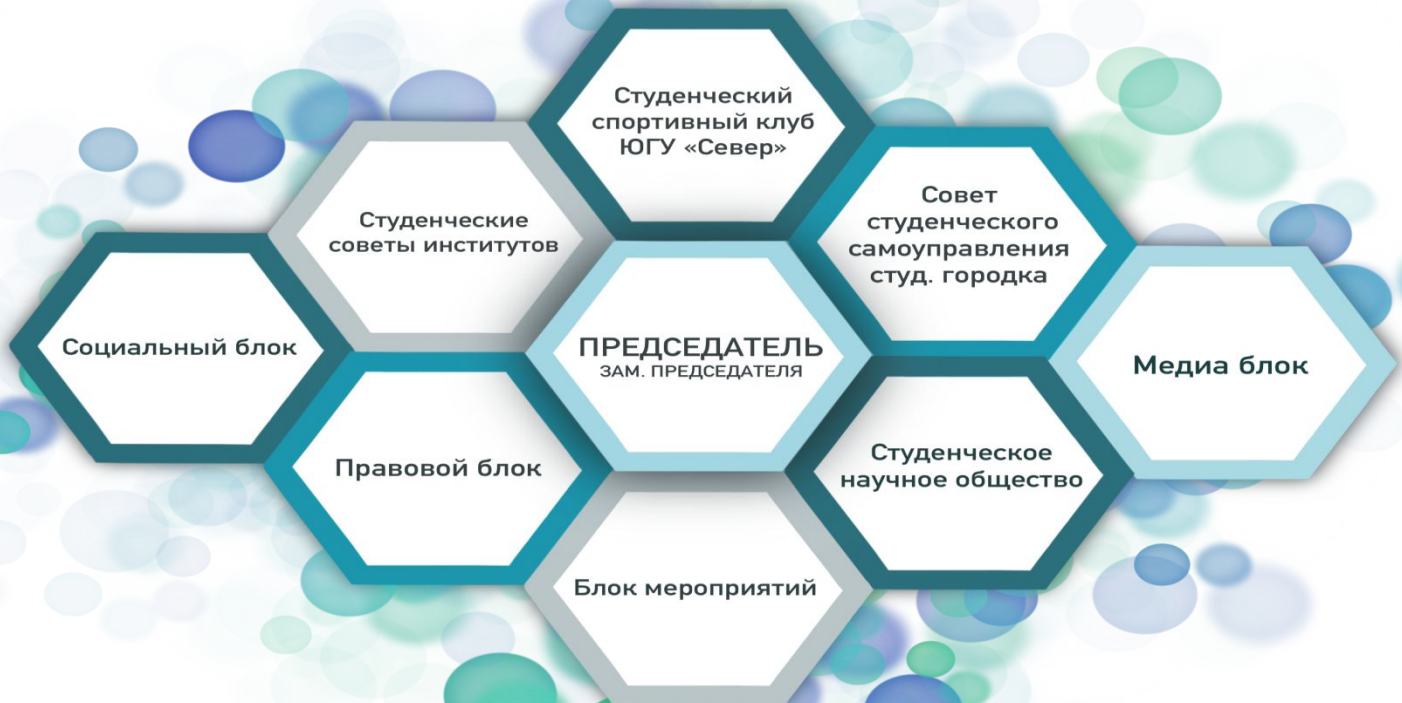 Студенческий
спортивный клуб
ЮГУ «Север»
Студенческие
советы институтов
Совет
студенческого
самоуправления
студ. городка
Социальный блок
ПРЕДСЕДАТЕЛЬ
ЗАМ. ПРЕДСЕДАТЕЛЯ
Медиа блок
Правовой блок
Студенческое
научное общество
Блок мероприятий